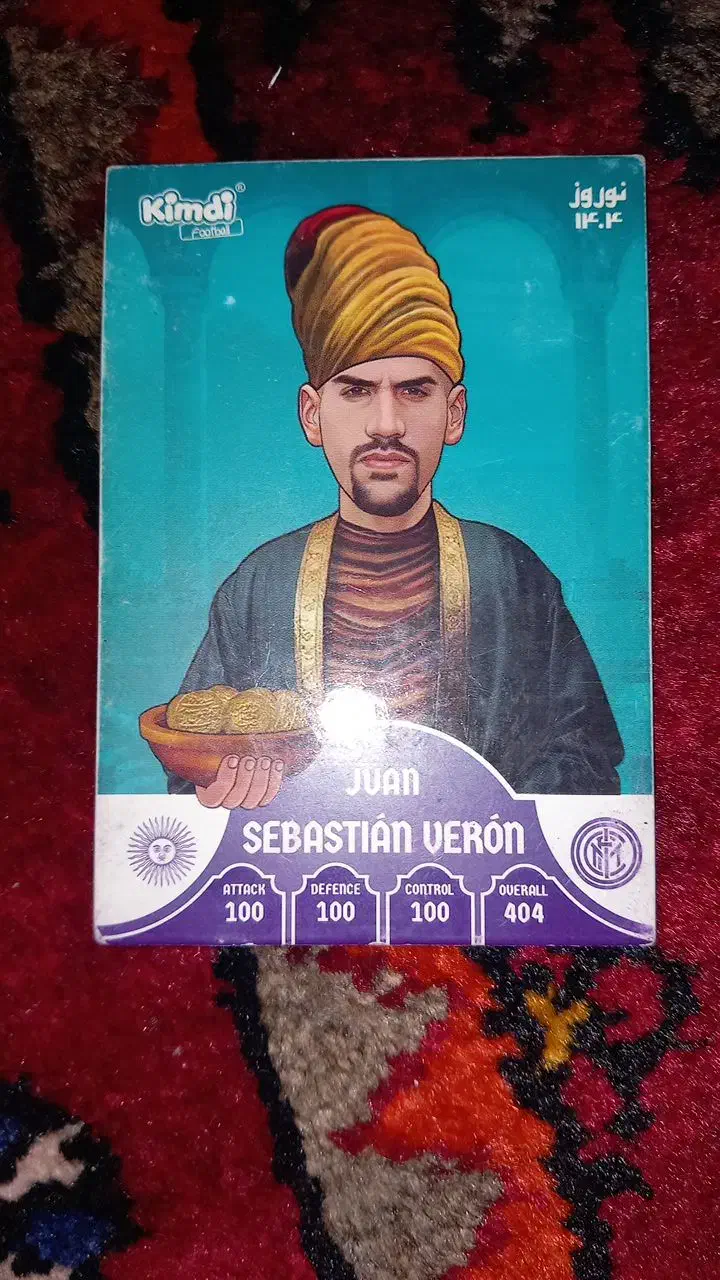 Kimdi®
Football
نوروز
۱۴۰۴
JUAN
SEBASTIÁN VERÓN
ATTACK DEFENCE CONTROL OVERALL
100 100 100 404